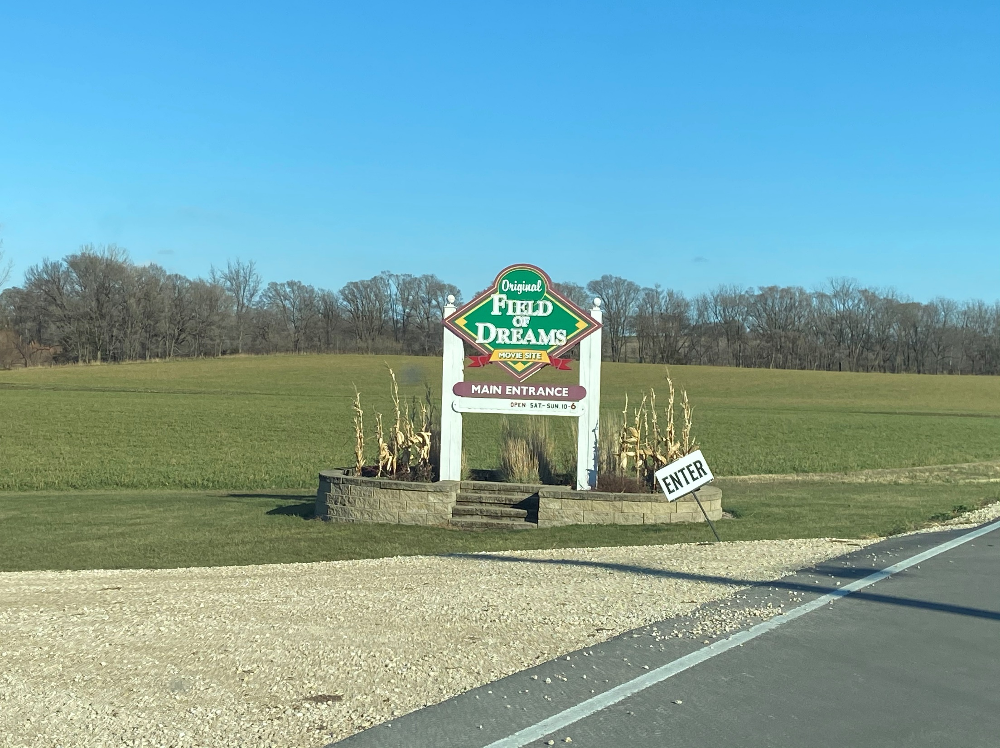 Original
FIELD
OF
DREAMS
MOVIE SITE
MAIN ENTRANCE
OPEN SAT.-SUN. 10-6
ENTER